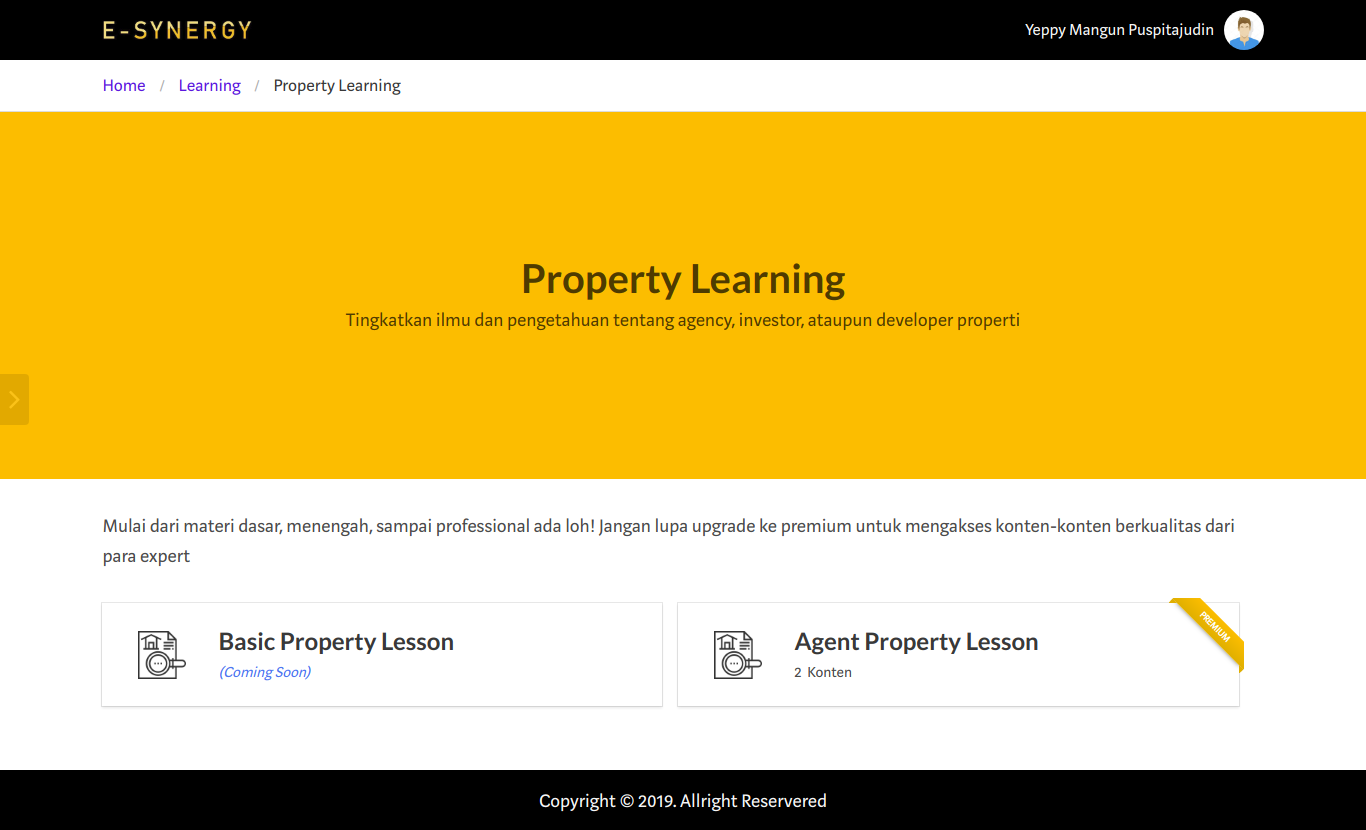 E-SYNERGY
Yeppy Mangun Puspitajudin
Home / Learning / Property Learning
Property Learning
Tingkatkan ilmu dan pengetahuan tentang agency, investor, ataupun developer properti
Mulai dari materi dasar, menengah, sampai professional ada loh! Jangan lupa upgrade ke premium untuk mengakses konten-konten berkualitas dari
para expert
Basic Property Lesson
(Coming Soon)
Agent Property Lesson
2 Konten
PREMIUM
Copyright © 2019. Allright Reservered